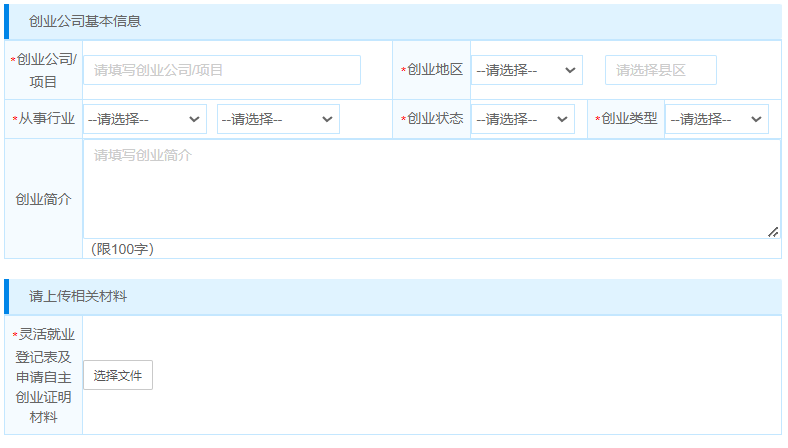 创业公司基本信息
*创业公司/
项目
请填写创业公司/项目
*创业地区
--请选择--
请选择县区
*从事行业
--请选择--
--请选择--
*创业状态
--请选择--
*创业类型
--请选择--
创业简介
请填写创业简介
（限100字）
请上传相关材料
*灵活就业
登记表及
申请自主
创业证明
材料
选择文件